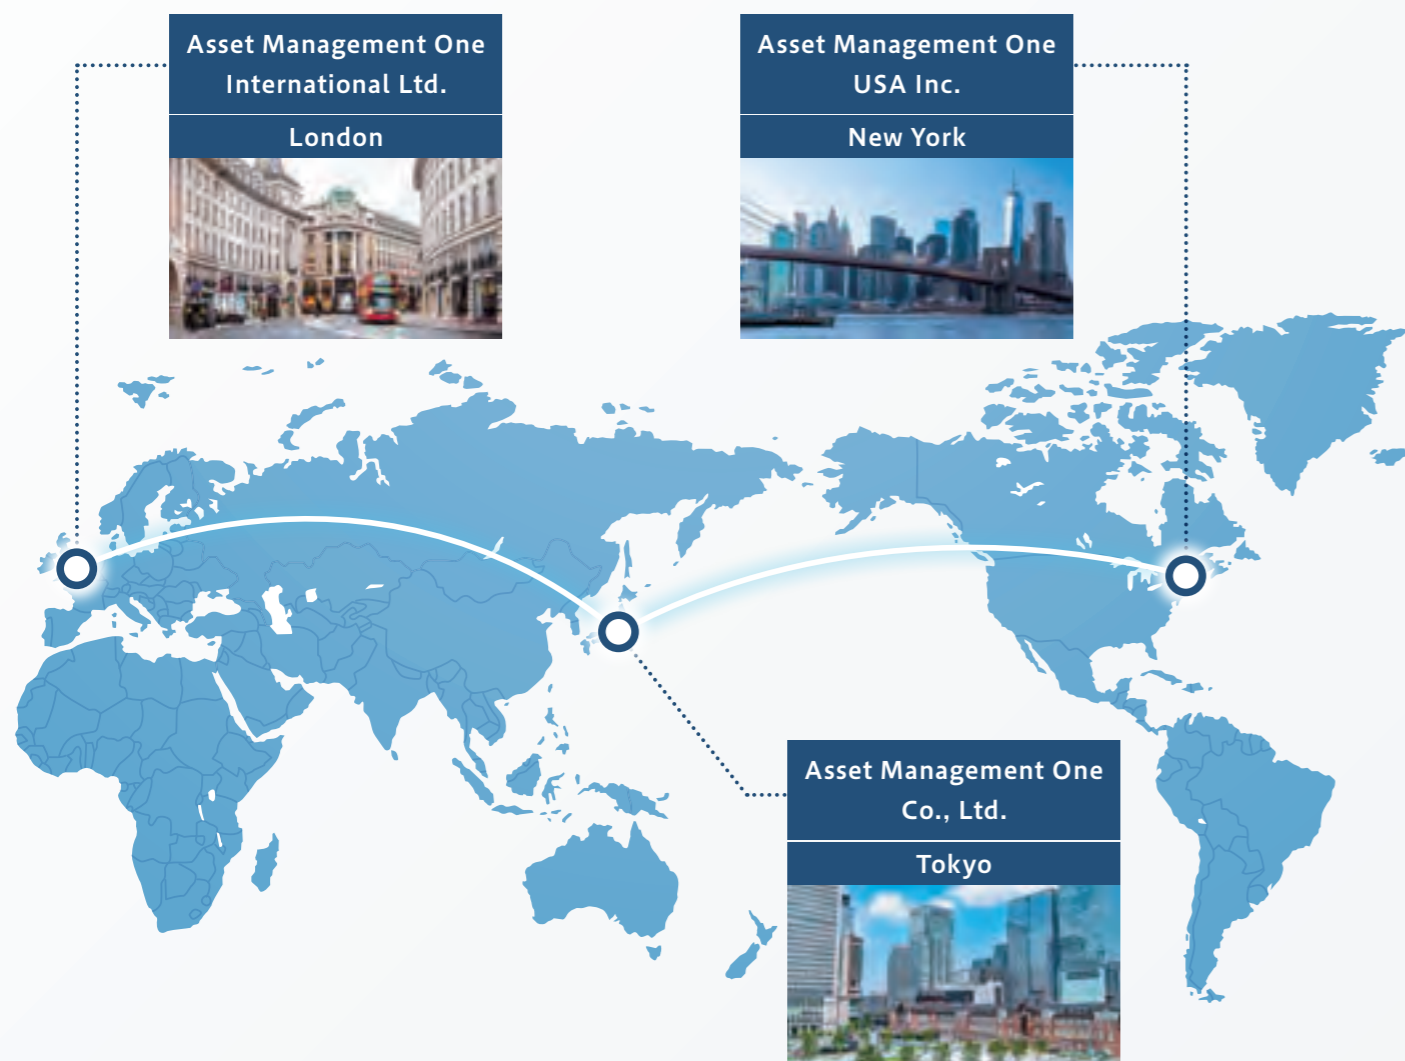 Asset Management One
International Ltd.
London
Asset Management One
USA Inc.
New York
Asset Management One
Co., Ltd.
Tokyo